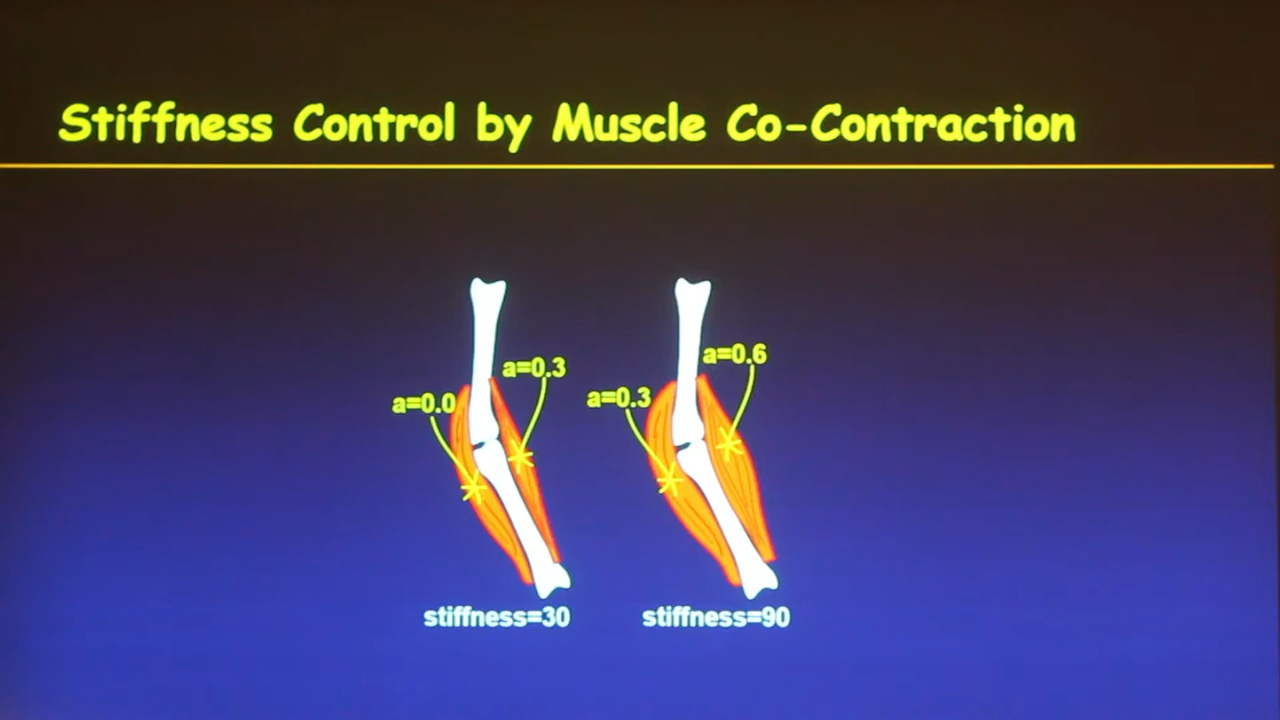 Stiffness Control by Muscle Co-Contraction
a=0.3
a=0.0
a=0.6
a=0.3
stiffness=30
stiffness=90